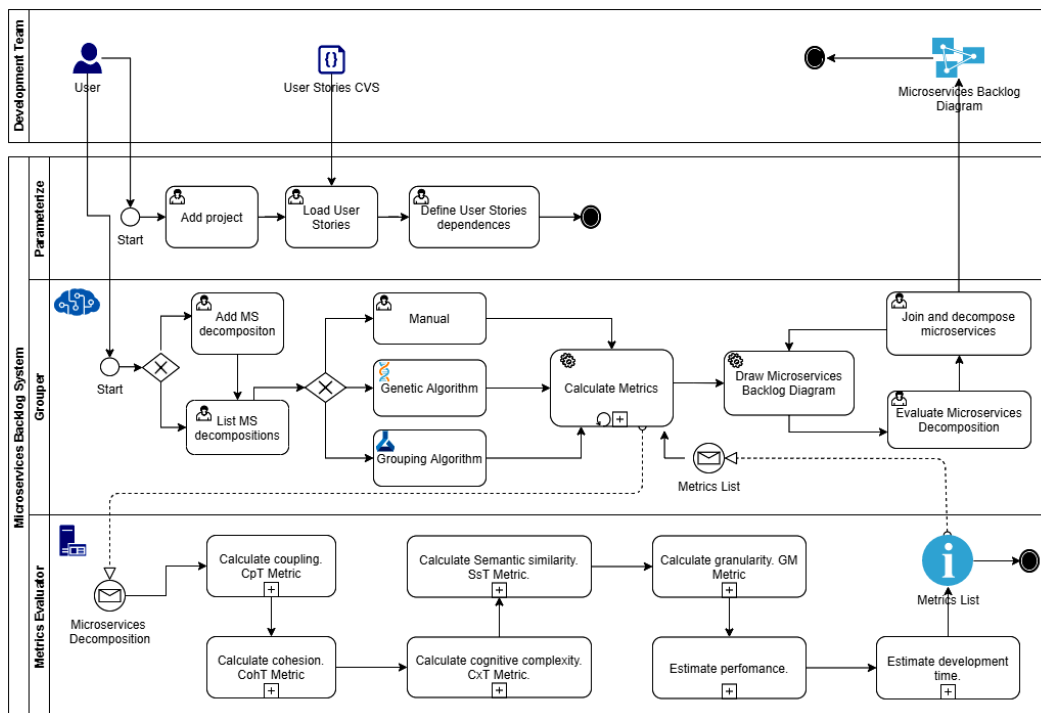 Development Team
User
User Stories CVS
Microservices Backlog
Diagram
Microservices Backlog System
Parameterize
Start
Add project
Load User
Stories
Define User Stories
dependences
Grouper
Start
Add MS
decompositon
List MS
decompositions
Manual
Genetic Algorithm
Grouping Algorithm
Calculate Metrics
Draw Microservices
Backlog Diagram
Join and decompose
microservices
Evaluate Microservices
Decomposition
Metrics List
Metrics Evaluator
Microservices
Decomposition
Calculate coupling.
CpT Metric
Calculate cohesion.
CohT Metric
Calculate Semantic similarity.
SsT Metric.
Calculate cognitive complexity.
CxT Metric.
Calculate granularity. GM
Metric
Estimate perfomance.
Estimate development
time.
Metrics List